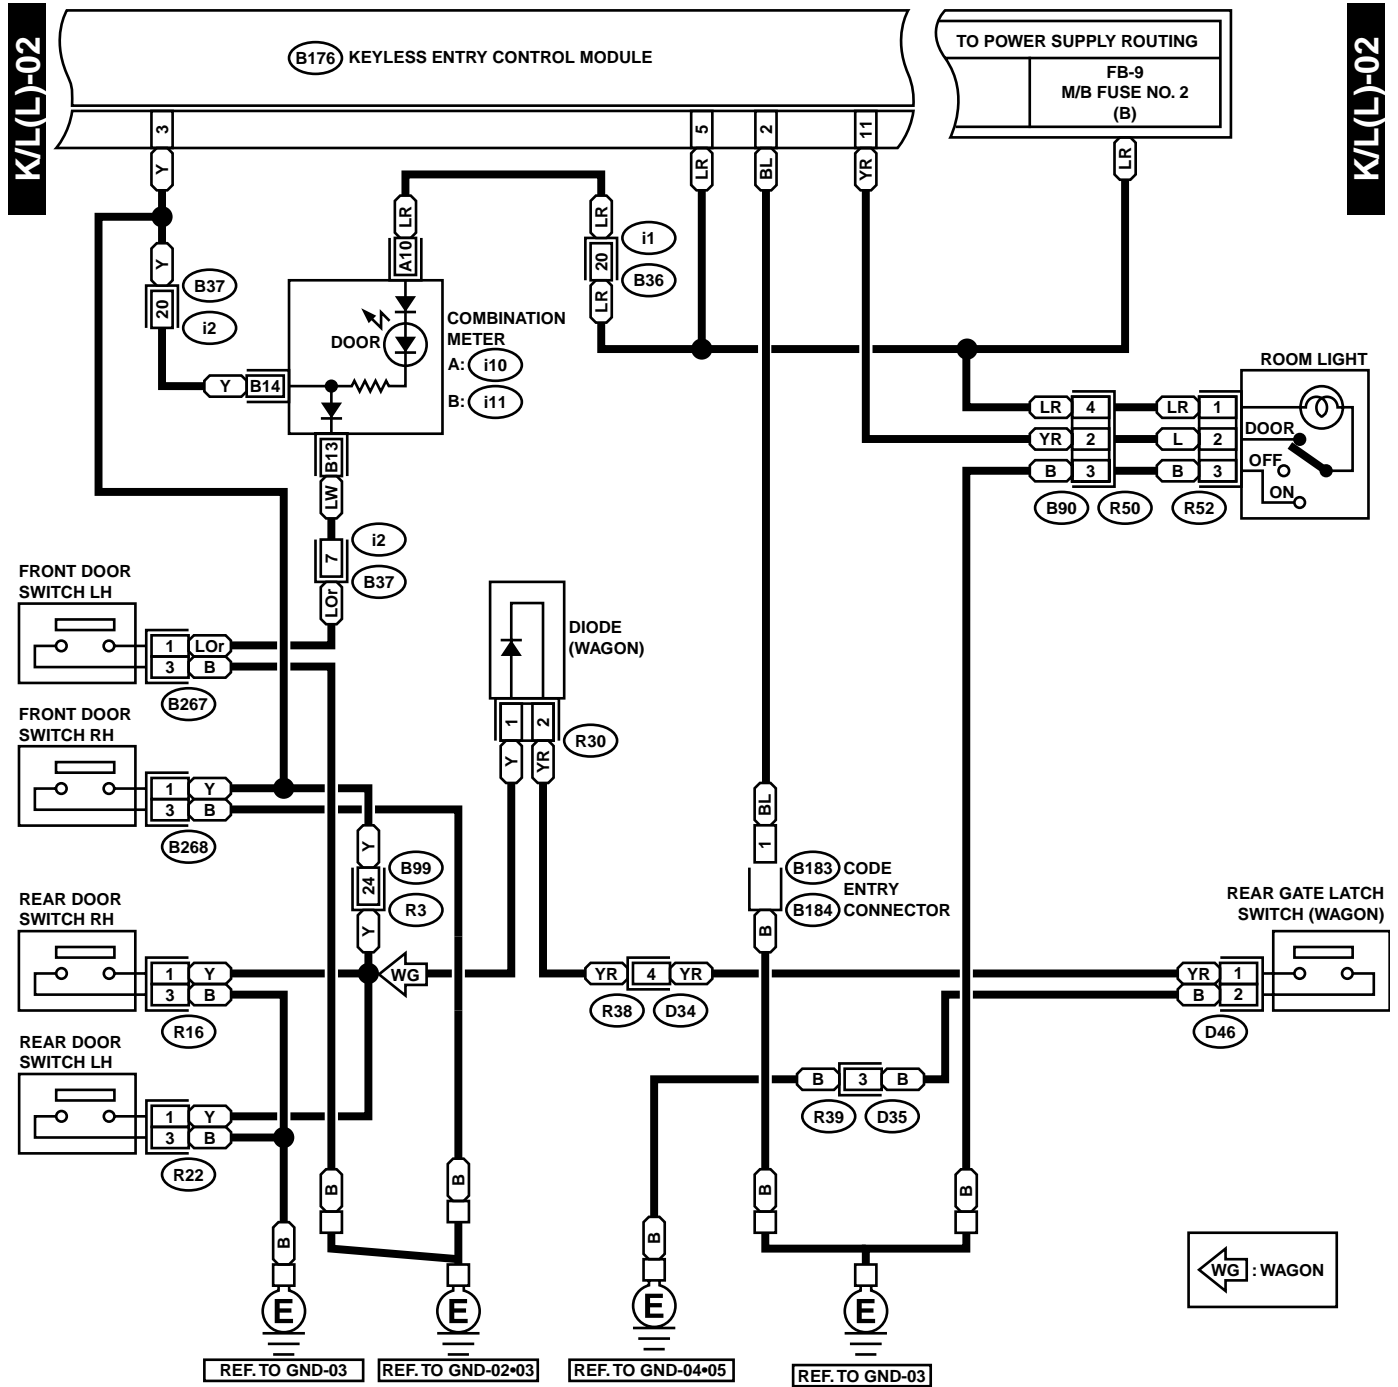 K/L(L)-02
K/L(L)-02
B176 KEYLESS ENTRY CONTROL MODULE
TO POWER SUPPLY ROUTING
FB-9
M/B FUSE NO. 2
(B)
3
5
2
11
Y
LR
BL
YR
LR
Y
20
B37
i2
Y B14
LR
A10
DOOR
COMBINATION
METER
A: i10
B: i11
LR
20
LR
i1
B36
B13
LW
7
LOr
i2
B37
ROOM LIGHT
LR 4 LR 1
YR 2 L 2
B 3 B 3
B90 R50 R52
DOOR
OFF
ON
FRONT DOOR
SWITCH LH
1 LOr
3 B
B267
FRONT DOOR
SWITCH RH
1 Y
3 B
B268
DIODE
(WAGON)
1 2
Y YR
R30
Y
24
Y
B99
R3
BL
1
B
B183 CODE
ENTRY
B184 CONNECTOR
REAR DOOR
SWITCH RH
1 Y
3 B
R16
WG
YR 4 YR
R38 D34
REAR GATE LATCH
SWITCH (WAGON)
YR 1
B 2
D46
REAR DOOR
SWITCH LH
1 Y
3 B
R22
B 3 B
R39 D35
B
B
B
B
B
B
WG : WAGON
E
E
E
E
REF. TO GND-03
REF. TO GND-02•03
REF. TO GND-04•05
REF. TO GND-03